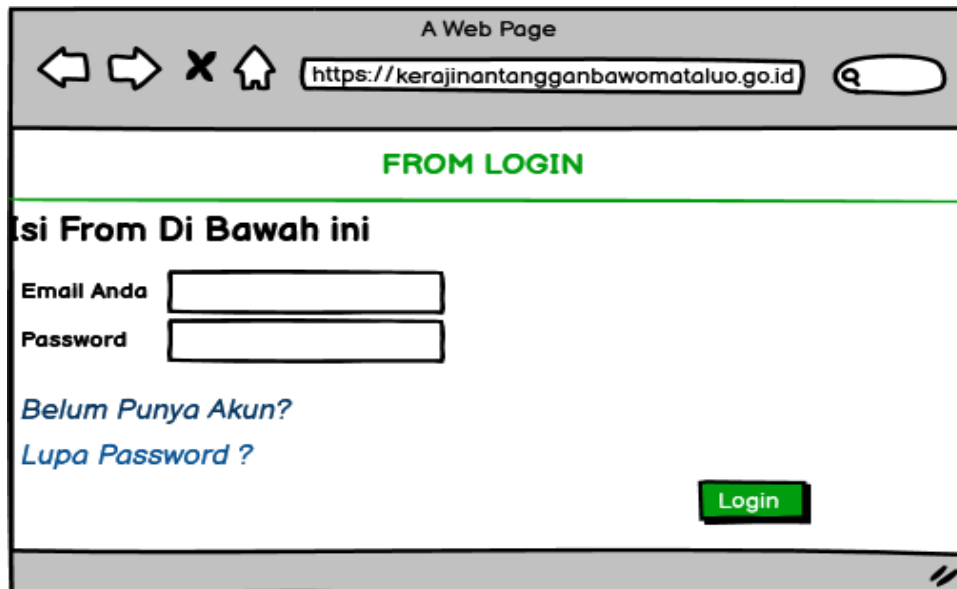 A Web Page
https://kerajinantangganbawomataluo.go.id
FROM LOGIN
Isi From Di Bawah ini
Email Anda
Password
Belum Punya Akun?
Lupa Password ?
Login